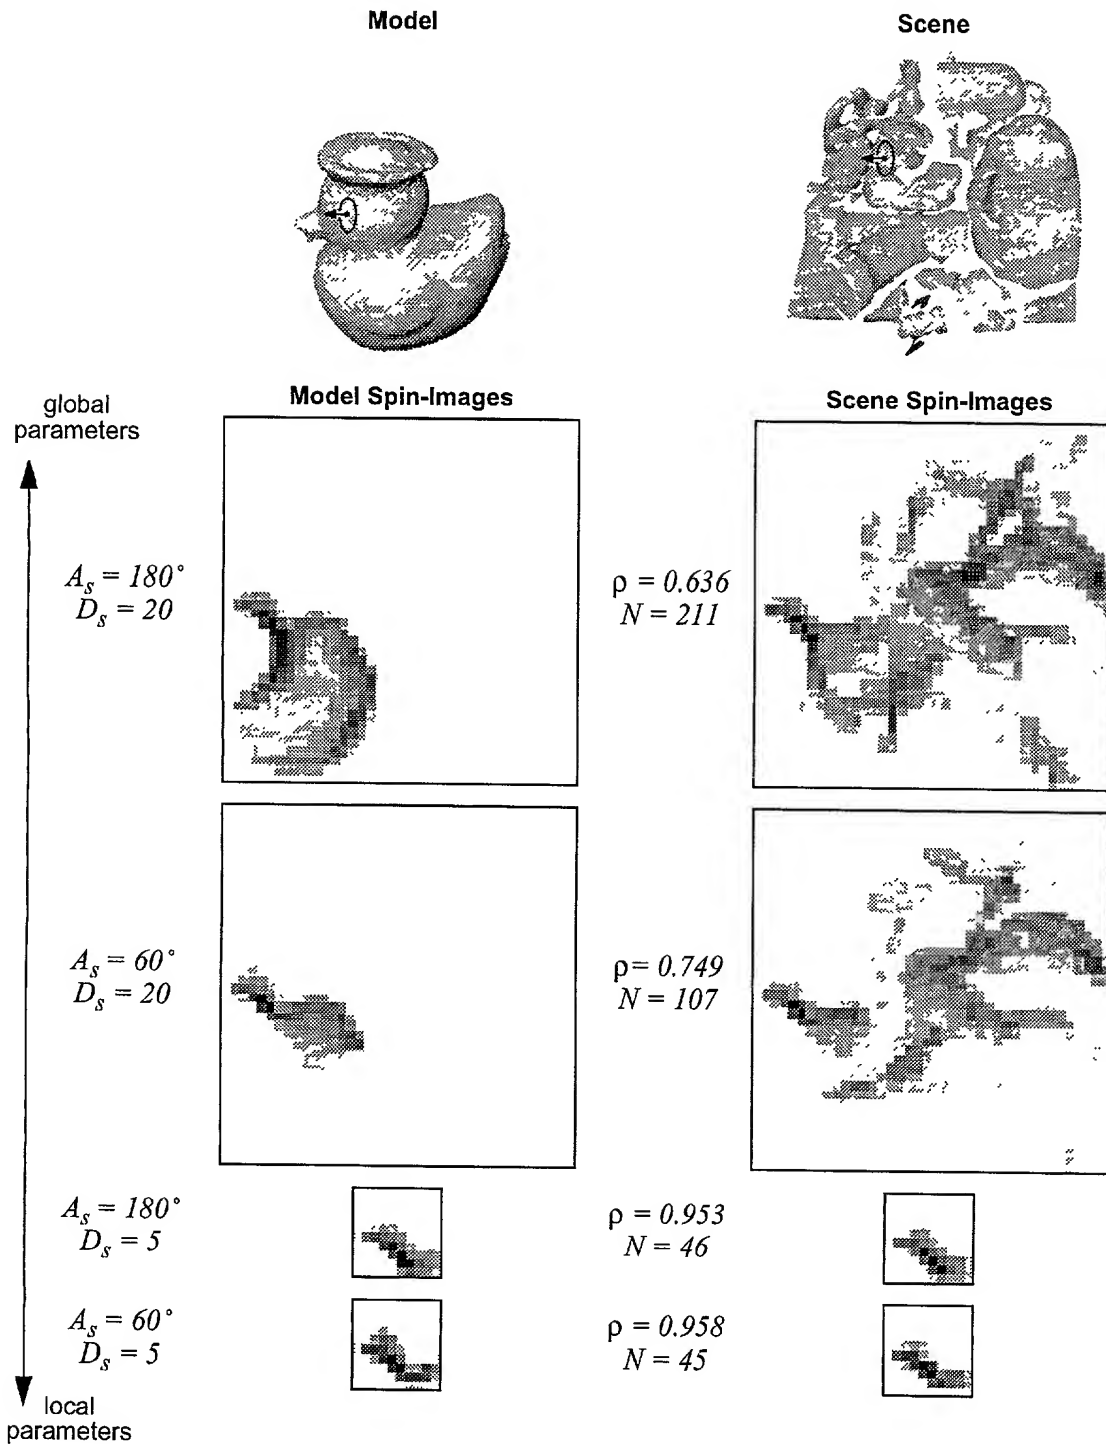 Model
Scene
global
parameters
Model Spin-Images
Scene Spin-Images
A_s = 180°
D_s = 20
ρ = 0.636
N = 211
A_s = 60°
D_s = 20
ρ= 0.749
N = 107
A_s = 180°
D_s = 5
ρ = 0.953
N = 46
A_s = 60°
D_s = 5
ρ = 0.958
N = 45
local
parameters